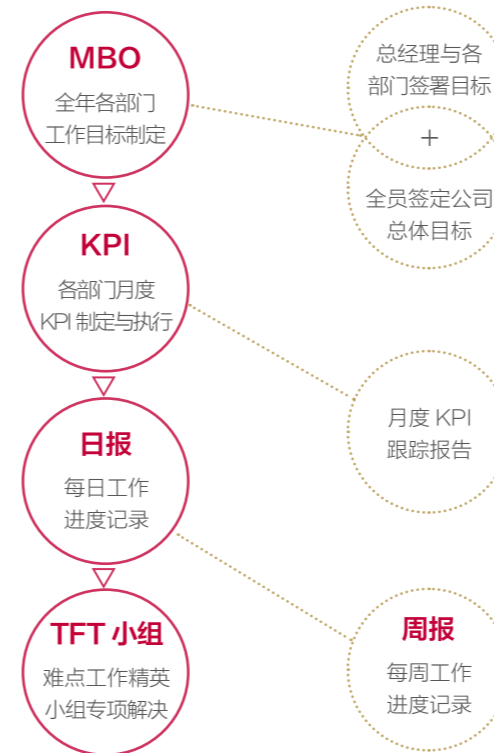 MBO
全年各部门
工作目标制定
总经理与各
部门签署目标
+
全员签定公司
总体目标
KPI
各部门月度
KPI 制定与执行
月度 KPI
跟踪报告
日报
每日工作
进度记录
TFT 小组
难点工作精英
小组专项解决
周报
每周工作
进度记录